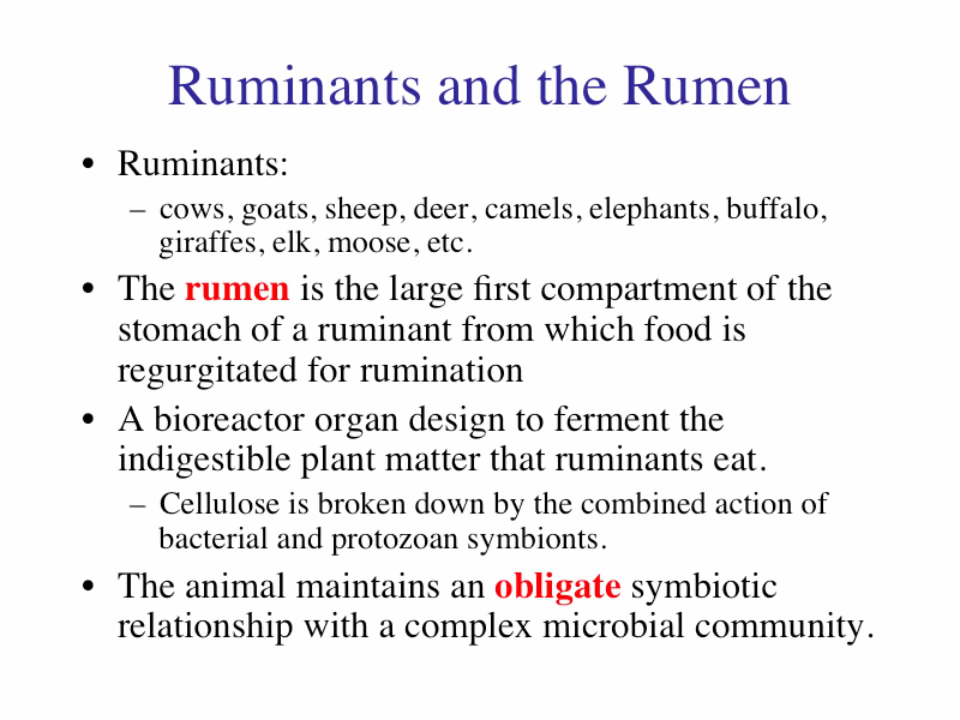 Ruminants and the Rumen
• Ruminants:
– cows, goats, sheep, deer, camels, elephants, buffalo,
giraffes, elk, moose, etc.
• The rumen is the large first compartment of the
stomach of a ruminant from which food is
regurgitated for rumination
• A bioreactor organ design to ferment the
indigestible plant matter that ruminants eat.
– Cellulose is broken down by the combined action of
bacterial and protozoan symbionts.
• The animal maintains an obligate symbiotic
relationship with a complex microbial community.